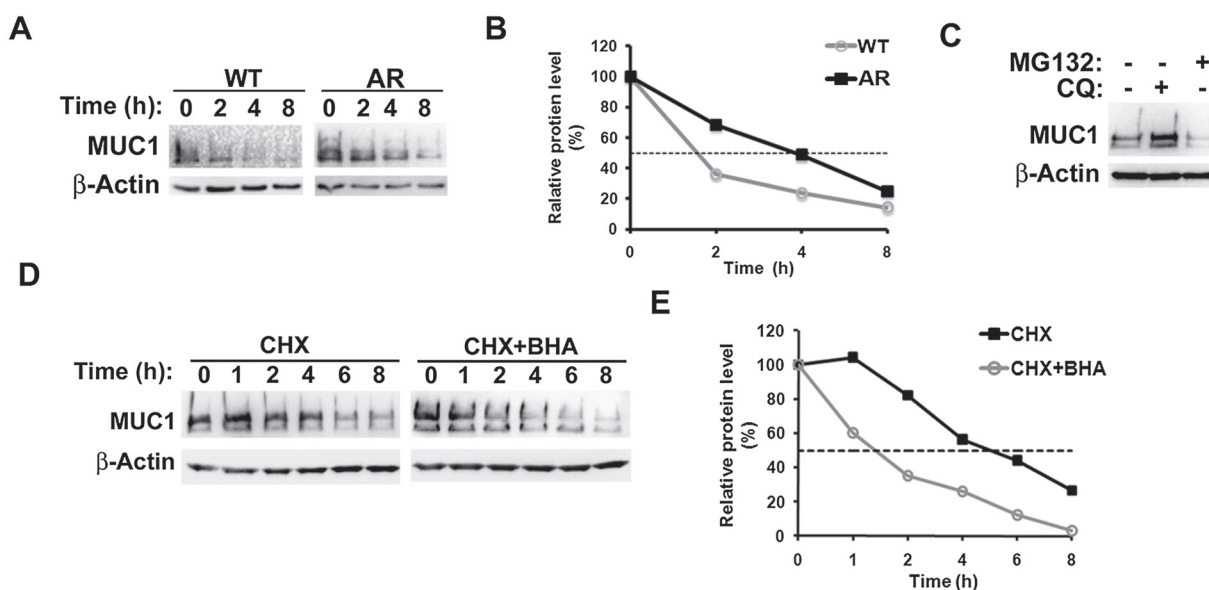 A
WT AR
Time (h): 0 2 4 8 0 2 4 8
MUC1
β-Actin
B
Ralative protien level
(%)
120
100
80
60
40
20
0
0 2 4 8
Time (h)
WT
AR
C
MG132: - - +
CQ: - + -
MUC1
β-Actin
D
CHX CHX+BHA
Time (h): 0 1 2 4 6 8 0 1 2 4 6 8
MUC1
β-Actin
E
Relative protein level
(%)
120
100
80
60
40
20
0
0 1 2 4 6 8
Time (h)
CHX
CHX+BHA